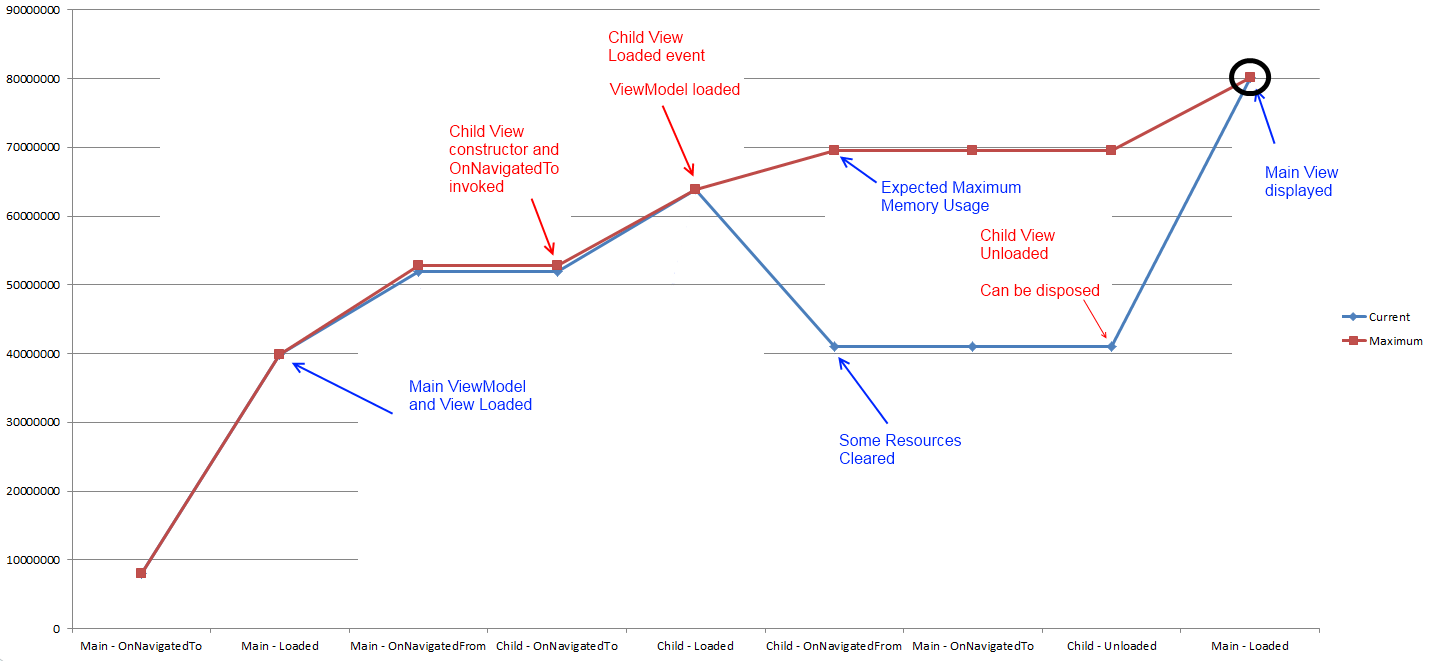 90000000
80000000
70000000
60000000
50000000
40000000
30000000
20000000
10000000
0
Child View
Loaded event
ViewModel loaded
Child View
constructor and
OnNavigatedTo
invoked
Main View
displayed
Expected Maximum
Memory Usage
Child View
Unloaded
Can be disposed
Main ViewModel
and View Loaded
Some Resources
Cleared
Current
Maximum
Main - OnNavigatedTo
Main - Loaded
Main - OnNavigatedFrom
Child - OnNavigatedTo
Child - Loaded
Child - OnNavigatedFrom
Main - OnNavigatedTo
Child - Unloaded
Main - Loaded